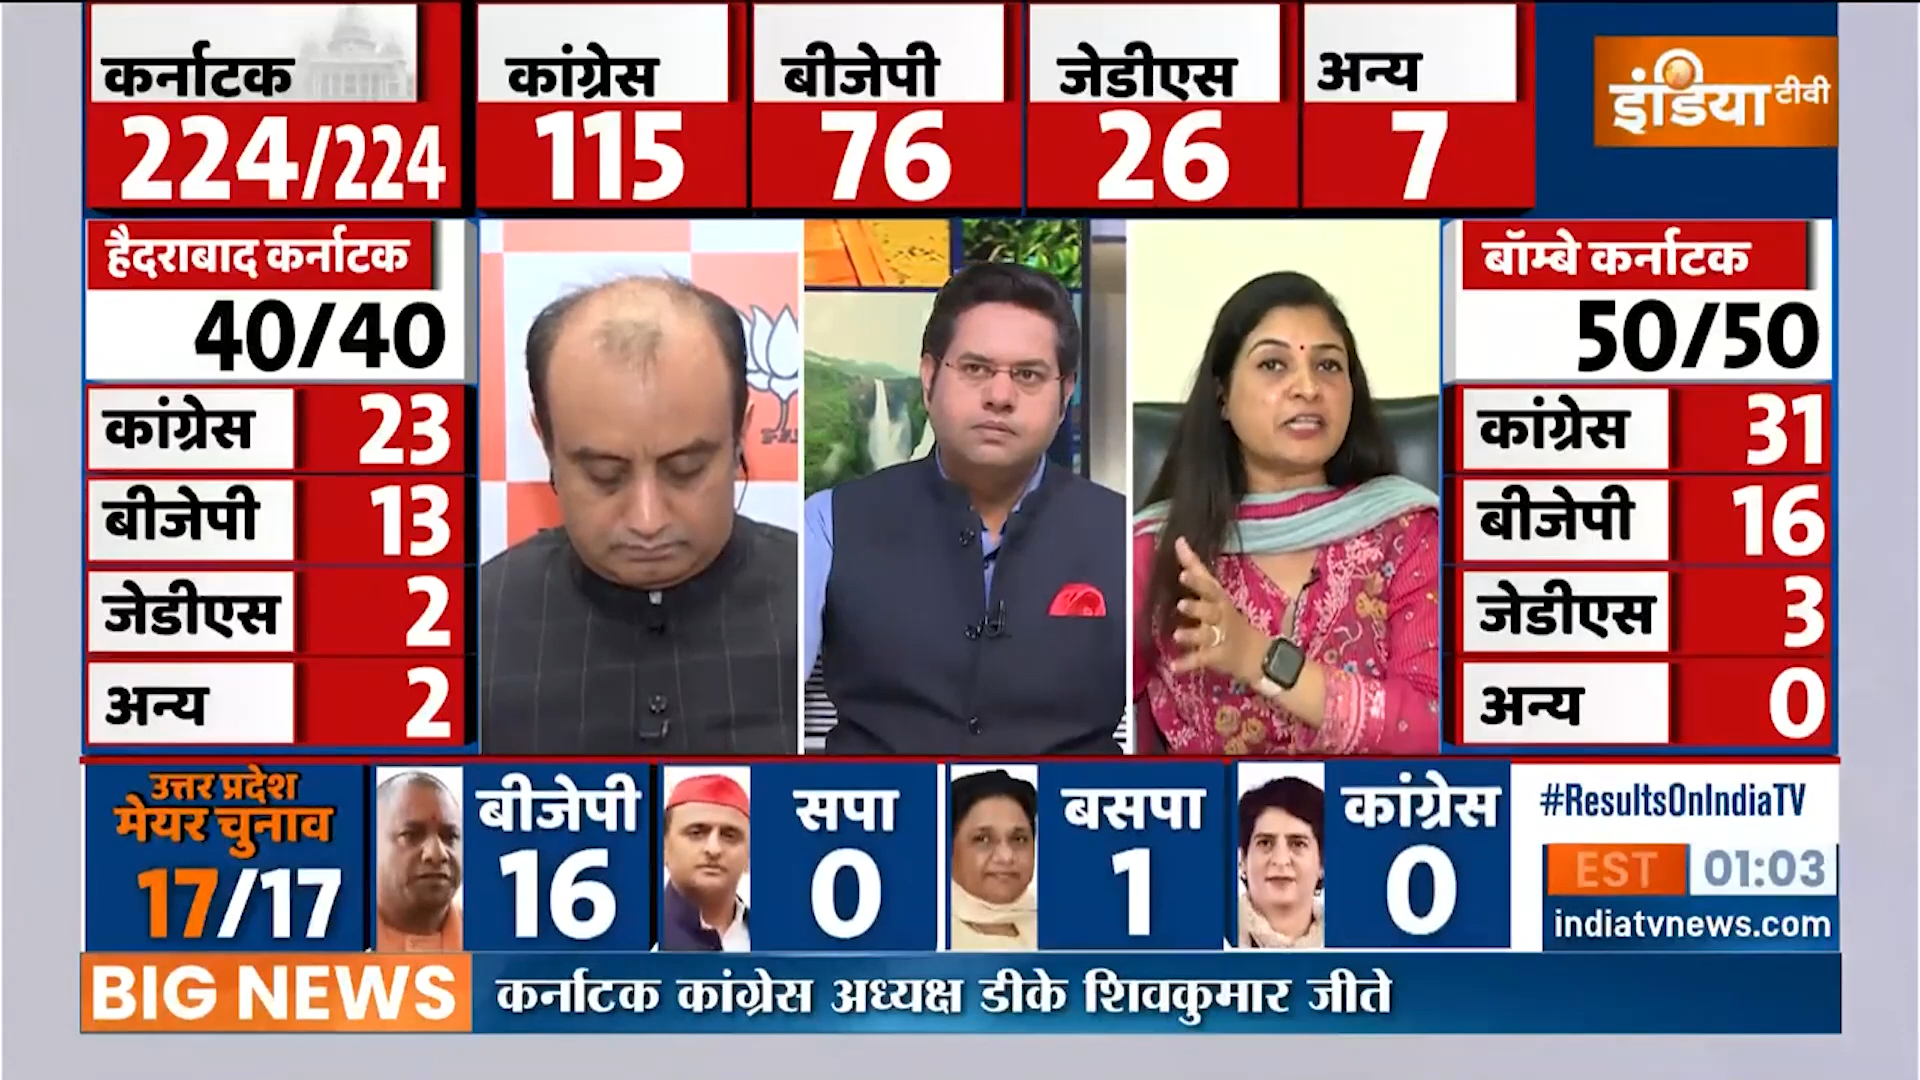 कर्नाटक
224/224
कांग्रेस
115
बीजेपी
76
जेडीएस
26
अन्य
7
इंडिया टीवी
हैदराबाद कर्नाटक
40/40
कांग्रेस 23
बीजेपी 13
जेडीएस 2
अन्य 2
बॉम्बे कर्नाटक
50/50
कांग्रेस 31
बीजेपी 16
जेडीएस 3
अन्य 0
उत्तर प्रदेश
मेयर चुनाव
17/17
बीजेपी
16
सपा
0
बसपा
1
कांग्रेस
0
#ResultsOnIndiaTV
EST 01:03
indiatvnews.com
BIG NEWS कर्नाटक कांग्रेस अध्यक्ष डीके शिवकुमार जीते